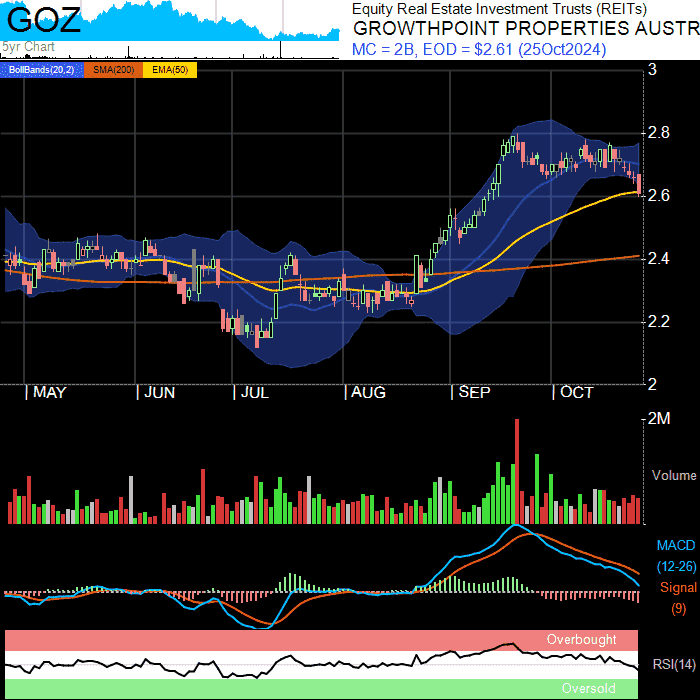 GOZ
5yr Chart
Equity Real Estate Investment Trusts (REITs)
GROWTHPOINT PROPERTIES AUSTR
MC = 2B, EOD = $2.61 (25Oct2024)
BollBands(20,2) SMA(200) EMA(50)
3
2.8
2.6
2.4
2.2
2
MAY JUN JUL AUG SEP OCT
2M
Volume
MACD
(12-26)
Signal
(9)
Overbought
RSI(14)
Oversold